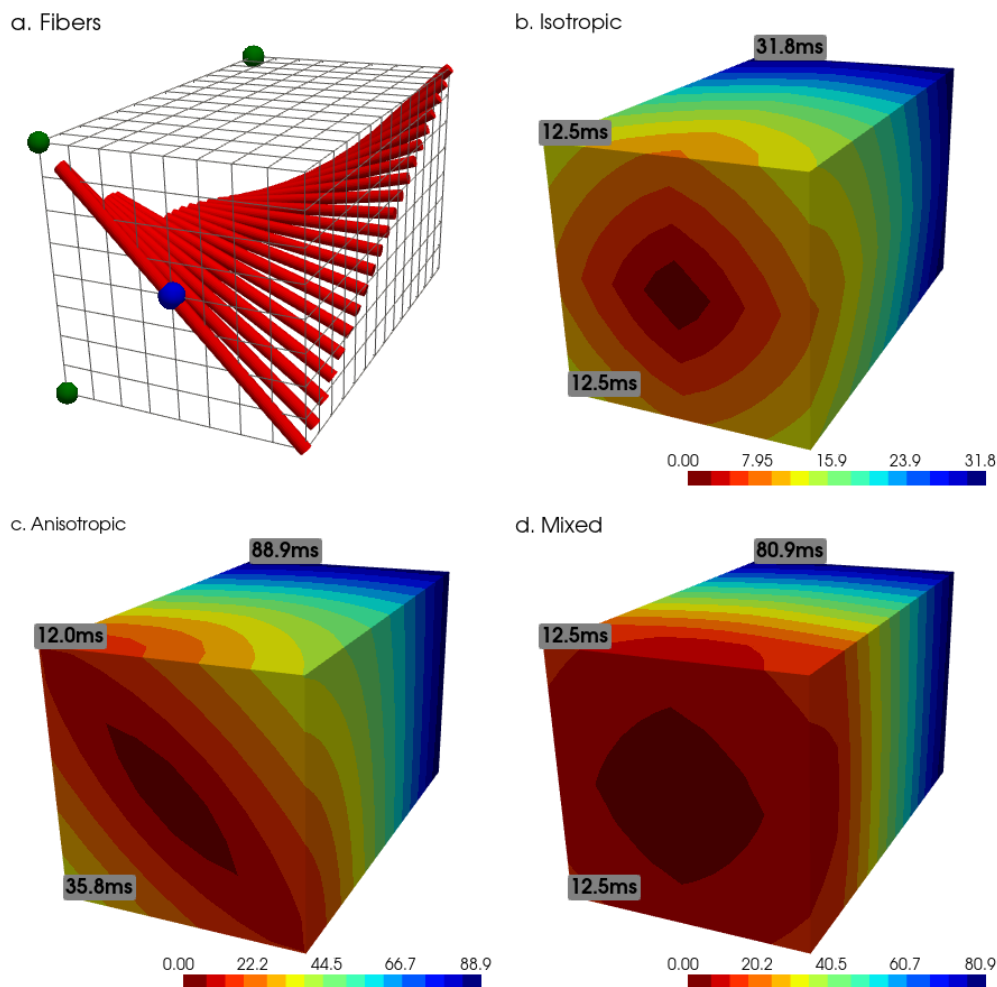 a. Fibers
b. Isotropic
31.8ms
12.5ms
12.5ms
0.00 7.95 15.9 23.9 31.8
c. Anisotropic
88.9ms
12.0ms
35.8ms
0.00 22.2 44.5 66.7 88.9
d. Mixed
80.9ms
12.5ms
12.5ms
0.00 20.2 40.5 60.7 80.9